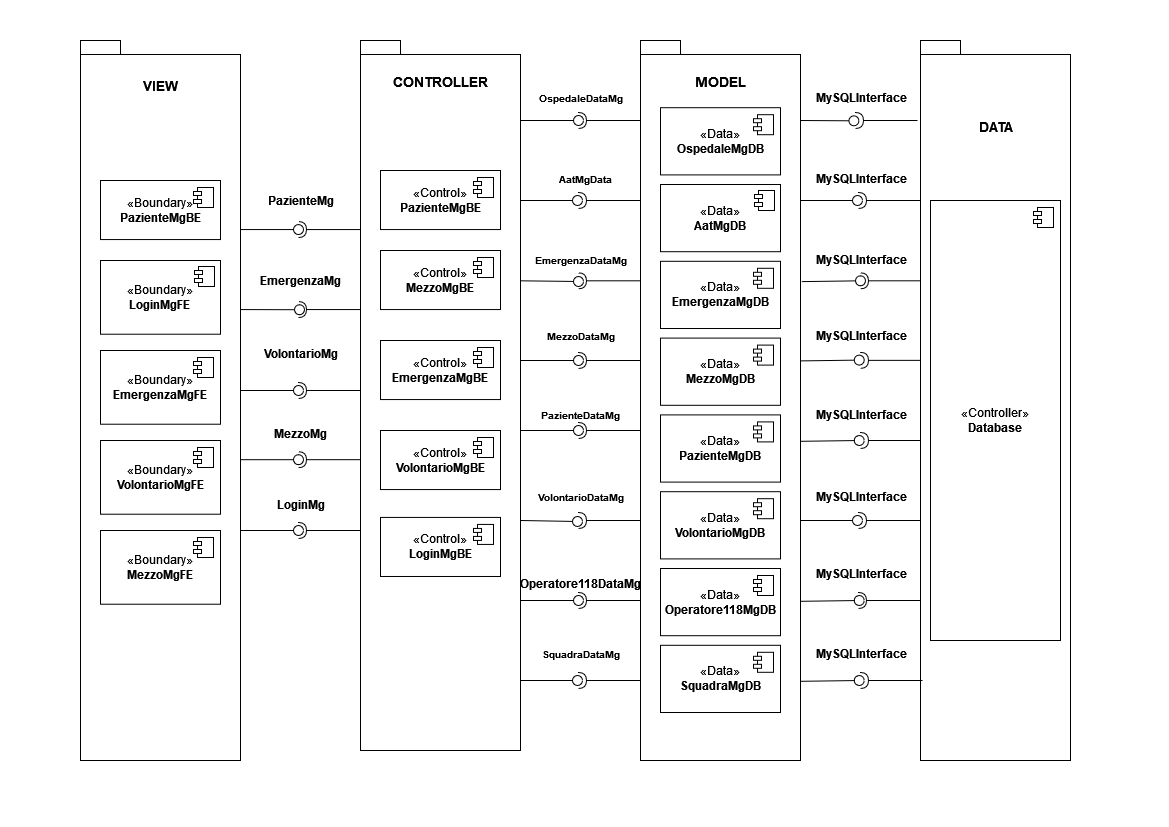 VIEW
«Boundary»
PazienteMgBE
«Boundary»
LoginMgFE
«Boundary»
EmergenzaMgFE
«Boundary»
VolontarioMgFE
«Boundary»
MezzoMgFE
PazienteMg
EmergenzaMg
VolontarioMg
MezzoMg
LoginMg
CONTROLLER
«Control»
PazienteMgBE
«Control»
MezzoMgBE
«Control»
EmergenzaMgBE
«Control»
VolontarioMgBE
«Control»
LoginMgBE
OspedaleDataMg
AatMgData
EmergenzaDataMg
MezzoDataMg
PazienteDataMg
VolontarioDataMg
Operatore118DataMg
SquadraDataMg
MODEL
«Data»
OspedaleMgDB
«Data»
AatMgDB
«Data»
EmergenzaMgDB
«Data»
MezzoMgDB
«Data»
PazienteMgDB
«Data»
VolontarioMgDB
«Data»
Operatore118MgDB
«Data»
SquadraMgDB
MySQLInterface
MySQLInterface
MySQLInterface
MySQLInterface
MySQLInterface
MySQLInterface
MySQLInterface
MySQLInterface
DATA
«Controller»
Database